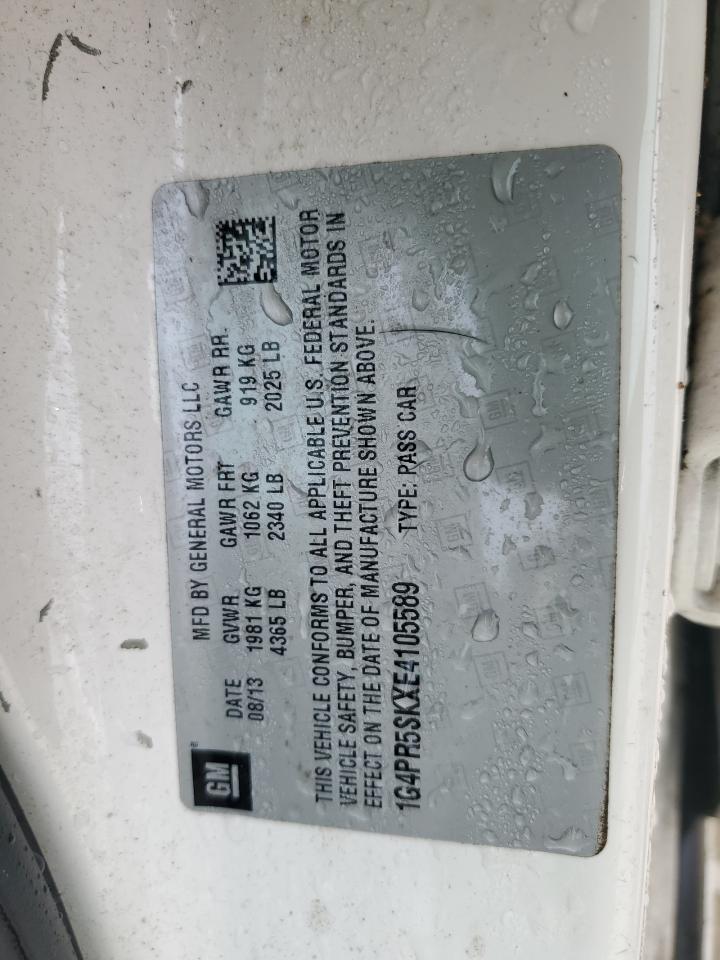 GM
MFD BY GENERAL MOTORS LLC
DATE GVWR GAWR FRT GAWR RR.
08/13 1981 KG 1062 KG 919 KG
4365 LB 2340 LB 2025 LB
THIS VEHICLE CONFORMS TO ALL APPLICABLE U.S. FEDERAL MOTOR
VEHICLE SAFETY, BUMPER, AND THEFT PREVENTION STANDARDS IN
EFFECT ON THE DATE OF MANUFACTURE SHOWN ABOVE.
1G4PR5SKXE4105589 TYPE: PASS CAR